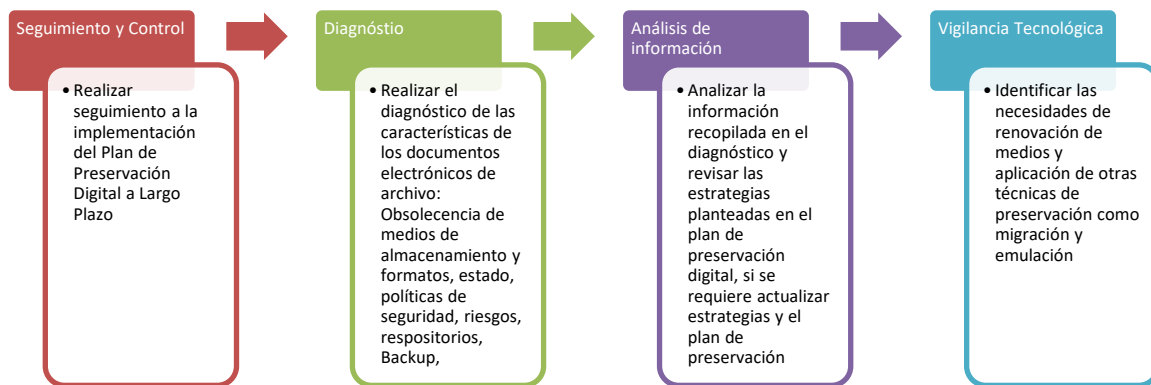 Seguimiento y Control
• Realizar
seguimiento a la
implementación
del Plan de
Preservación
Digital a Largo
Plazo
Diagnóstio
• Realizar el
diagnóstico de las
características de
los documentos
electrónicos de
archivo:
Obsolecencia de
medios de
almacenamiento y
formatos, estado,
políticas de
seguridad, riesgos,
respositorios,
Backup,
Análisis de
información
• Analizar la
información
recopilada en el
diagnóstico y
revisar las
estrategias
planteadas en el
plan de
preservación
digital, si se
requiere actualizar
estrategias y el
plan de
preservación
Vigilancia Tecnológica
• Identificar las
necesidades de
renovación de
medios y
aplicación de otras
técnicas de
preservación como
migración y
emulación